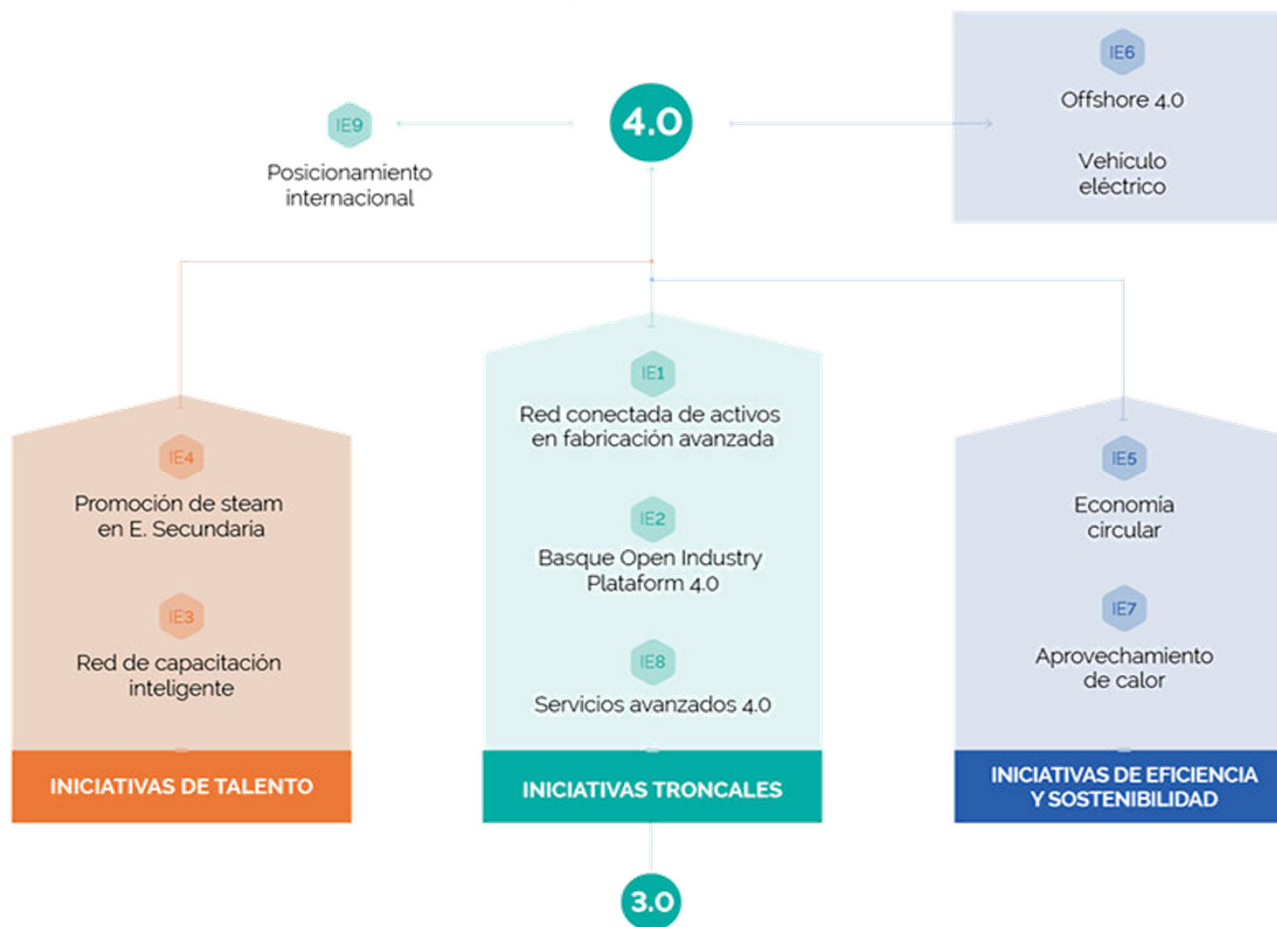 4.0
IE9
Posicionamiento
internacional
IE6
Offshore 4.0
Vehículo
eléctrico
IE4
Promoción de steam
en E. Secundaria
IE3
Red de capacitación
inteligente
INICIATIVAS DE TALENTO
IE1
Red conectada de activos
en fabricación avanzada
IE2
Basque Open Industry
Plataform 4.0
IE8
Servicios avanzados 4.0
INICIATIVAS TRONCALES
IE5
Economía
circular
IE7
Aprovechamiento
de calor
INICIATIVAS DE EFICIENCIA
Y SOSTENIBILIDAD
3.0